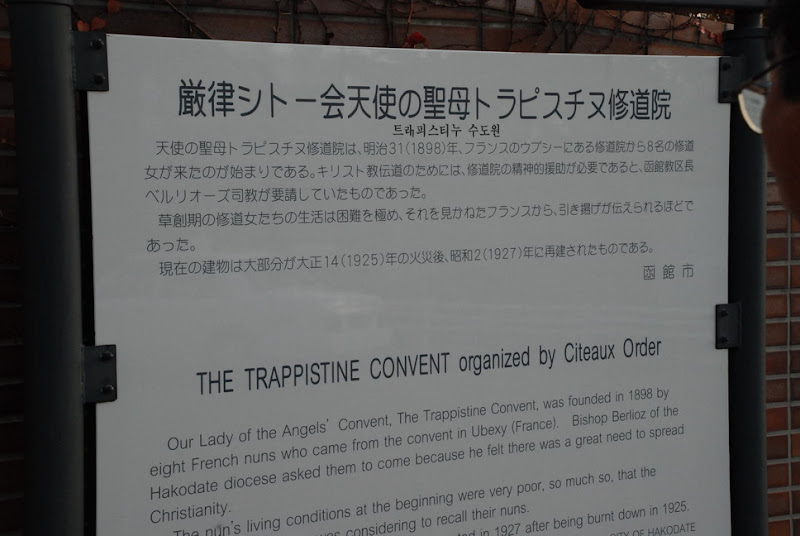 厳律シトー会天使の聖母トラピスチヌ修道院
트라피스티누 수도원
天使の聖母トラピスチヌ修道院は、明治31(1898)年、フランスのウプシーにある修道院から8名の修道
女が来たのが始まりである。キリスト教伝道のためには、修道院の精神的援助が必要であると、函館教区長
ベルリオーズ司教が要請していたものであった。
草創期の修道女たちの生活は困難を極め、それを見かねたフランスから、引き揚げが伝えられるほどで
あった。
現在の建物は大部分が大正14(1925)年の火災後、昭和2(1927)年に再建されたものである。
函館市
THE TRAPPISTINE CONVENT organized by Citeaux Order
Our Lady of the Angels' Convent, The Trappistine Convent, was founded in 1898 by
eight French nuns who came from the convent in Ubexy (France). Bishop Berlioz of the
Hakodate diocese asked them to come because he felt there was a great need to spread
Christianity.
The nun's living conditions at the beginning were very poor, so much so, that the
was considering to recall their nuns.
in 1927 after being burnt down in 1925.
CITY OF HAKODATE